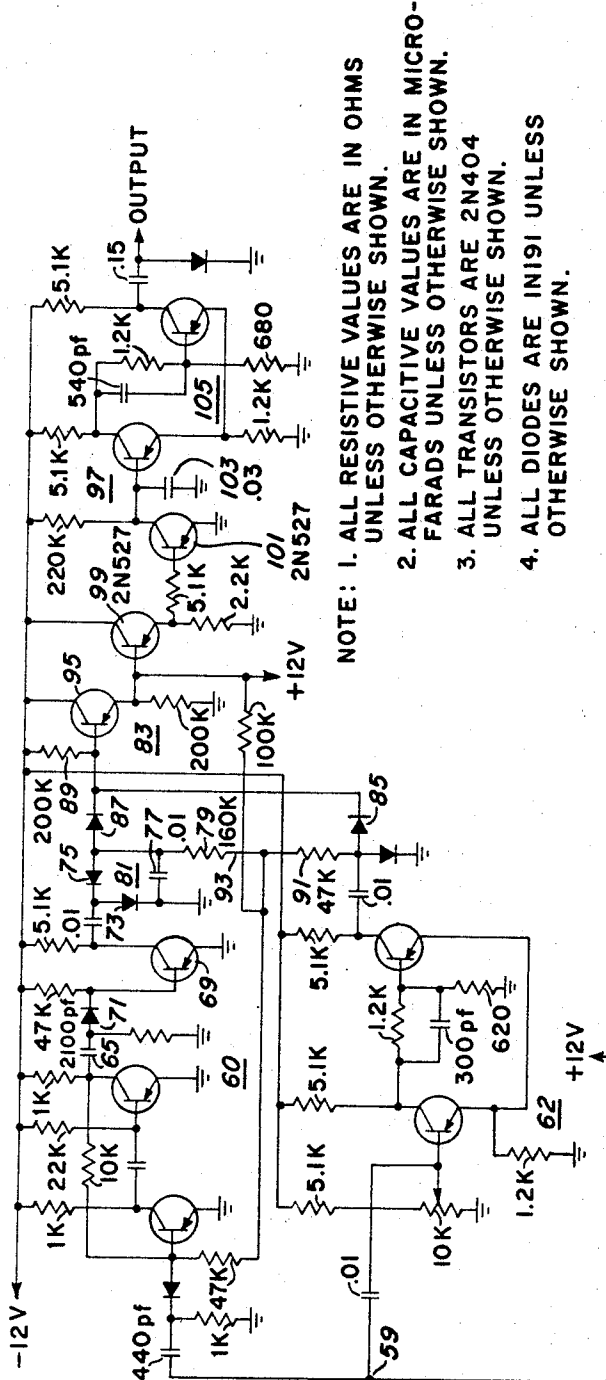 -12V
440pf
1K
1K
22K
10K
47K
1K
2100pf
65
71
60
47K
5.1K
.01
69
73
75
81
77
.01
79
160K
87
200K
89
95
83
200K
100K
+12V
93
91
47K
85
.01
99
2N527
220K
5.1K
2.2K
101
2N527
97
5.1K
103
.03
540pf
1.2K
105
1.2K
680
5.1K
.15
OUTPUT
59
.01
5.1K
10K
5.1K
1.2K
300pf
620
5.1K
1.2K
62
+12V
NOTE: 1. ALL RESISTIVE VALUES ARE IN OHMS
UNLESS OTHERWISE SHOWN.
2. ALL CAPACITIVE VALUES ARE IN MICRO-
FARADS UNLESS OTHERWISE SHOWN.
3. ALL TRANSISTORS ARE 2N404
UNLESS OTHERWISE SHOWN.
4. ALL DIODES ARE IN191 UNLESS
OTHERWISE SHOWN.